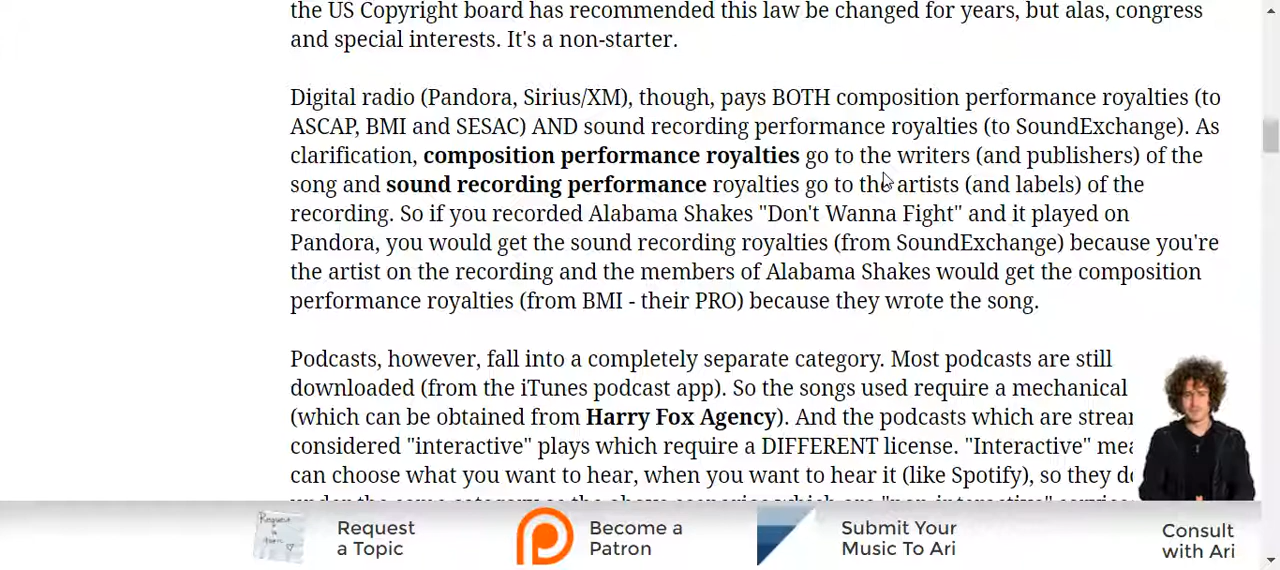 the US Copyright board has recommended this law be changed for years, but alas, congress
and special interests. It's a non-starter.
Digital radio (Pandora, Sirius/XM), though, pays BOTH composition performance royalties (to
ASCAP, BMI and SESAC) AND sound recording performance royalties (to SoundExchange). As
clarification, composition performance royalties go to the writers (and publishers) of the
song and sound recording performance royalties go to the artists (and labels) of the
recording. So if you recorded Alabama Shakes "Don't Wanna Fight" and it played on
Pandora, you would get the sound recording royalties (from SoundExchange) because you're
the artist on the recording and the members of Alabama Shakes would get the composition
performance royalties (from BMI - their PRO) because they wrote the song.
Podcasts, however, fall into a completely separate category. Most podcasts are still
downloaded (from the iTunes podcast app). So the songs used require a mechanical
(which can be obtained from Harry Fox Agency). And the podcasts which are
considered "interactive" plays which require a DIFFERENT license. "Interactive"
can choose what you want to hear, when you want to hear it (like Spotify), so they
Request
a Topic
Become a
Patron
Submit Your
Music To Ari
Consult
with Ari